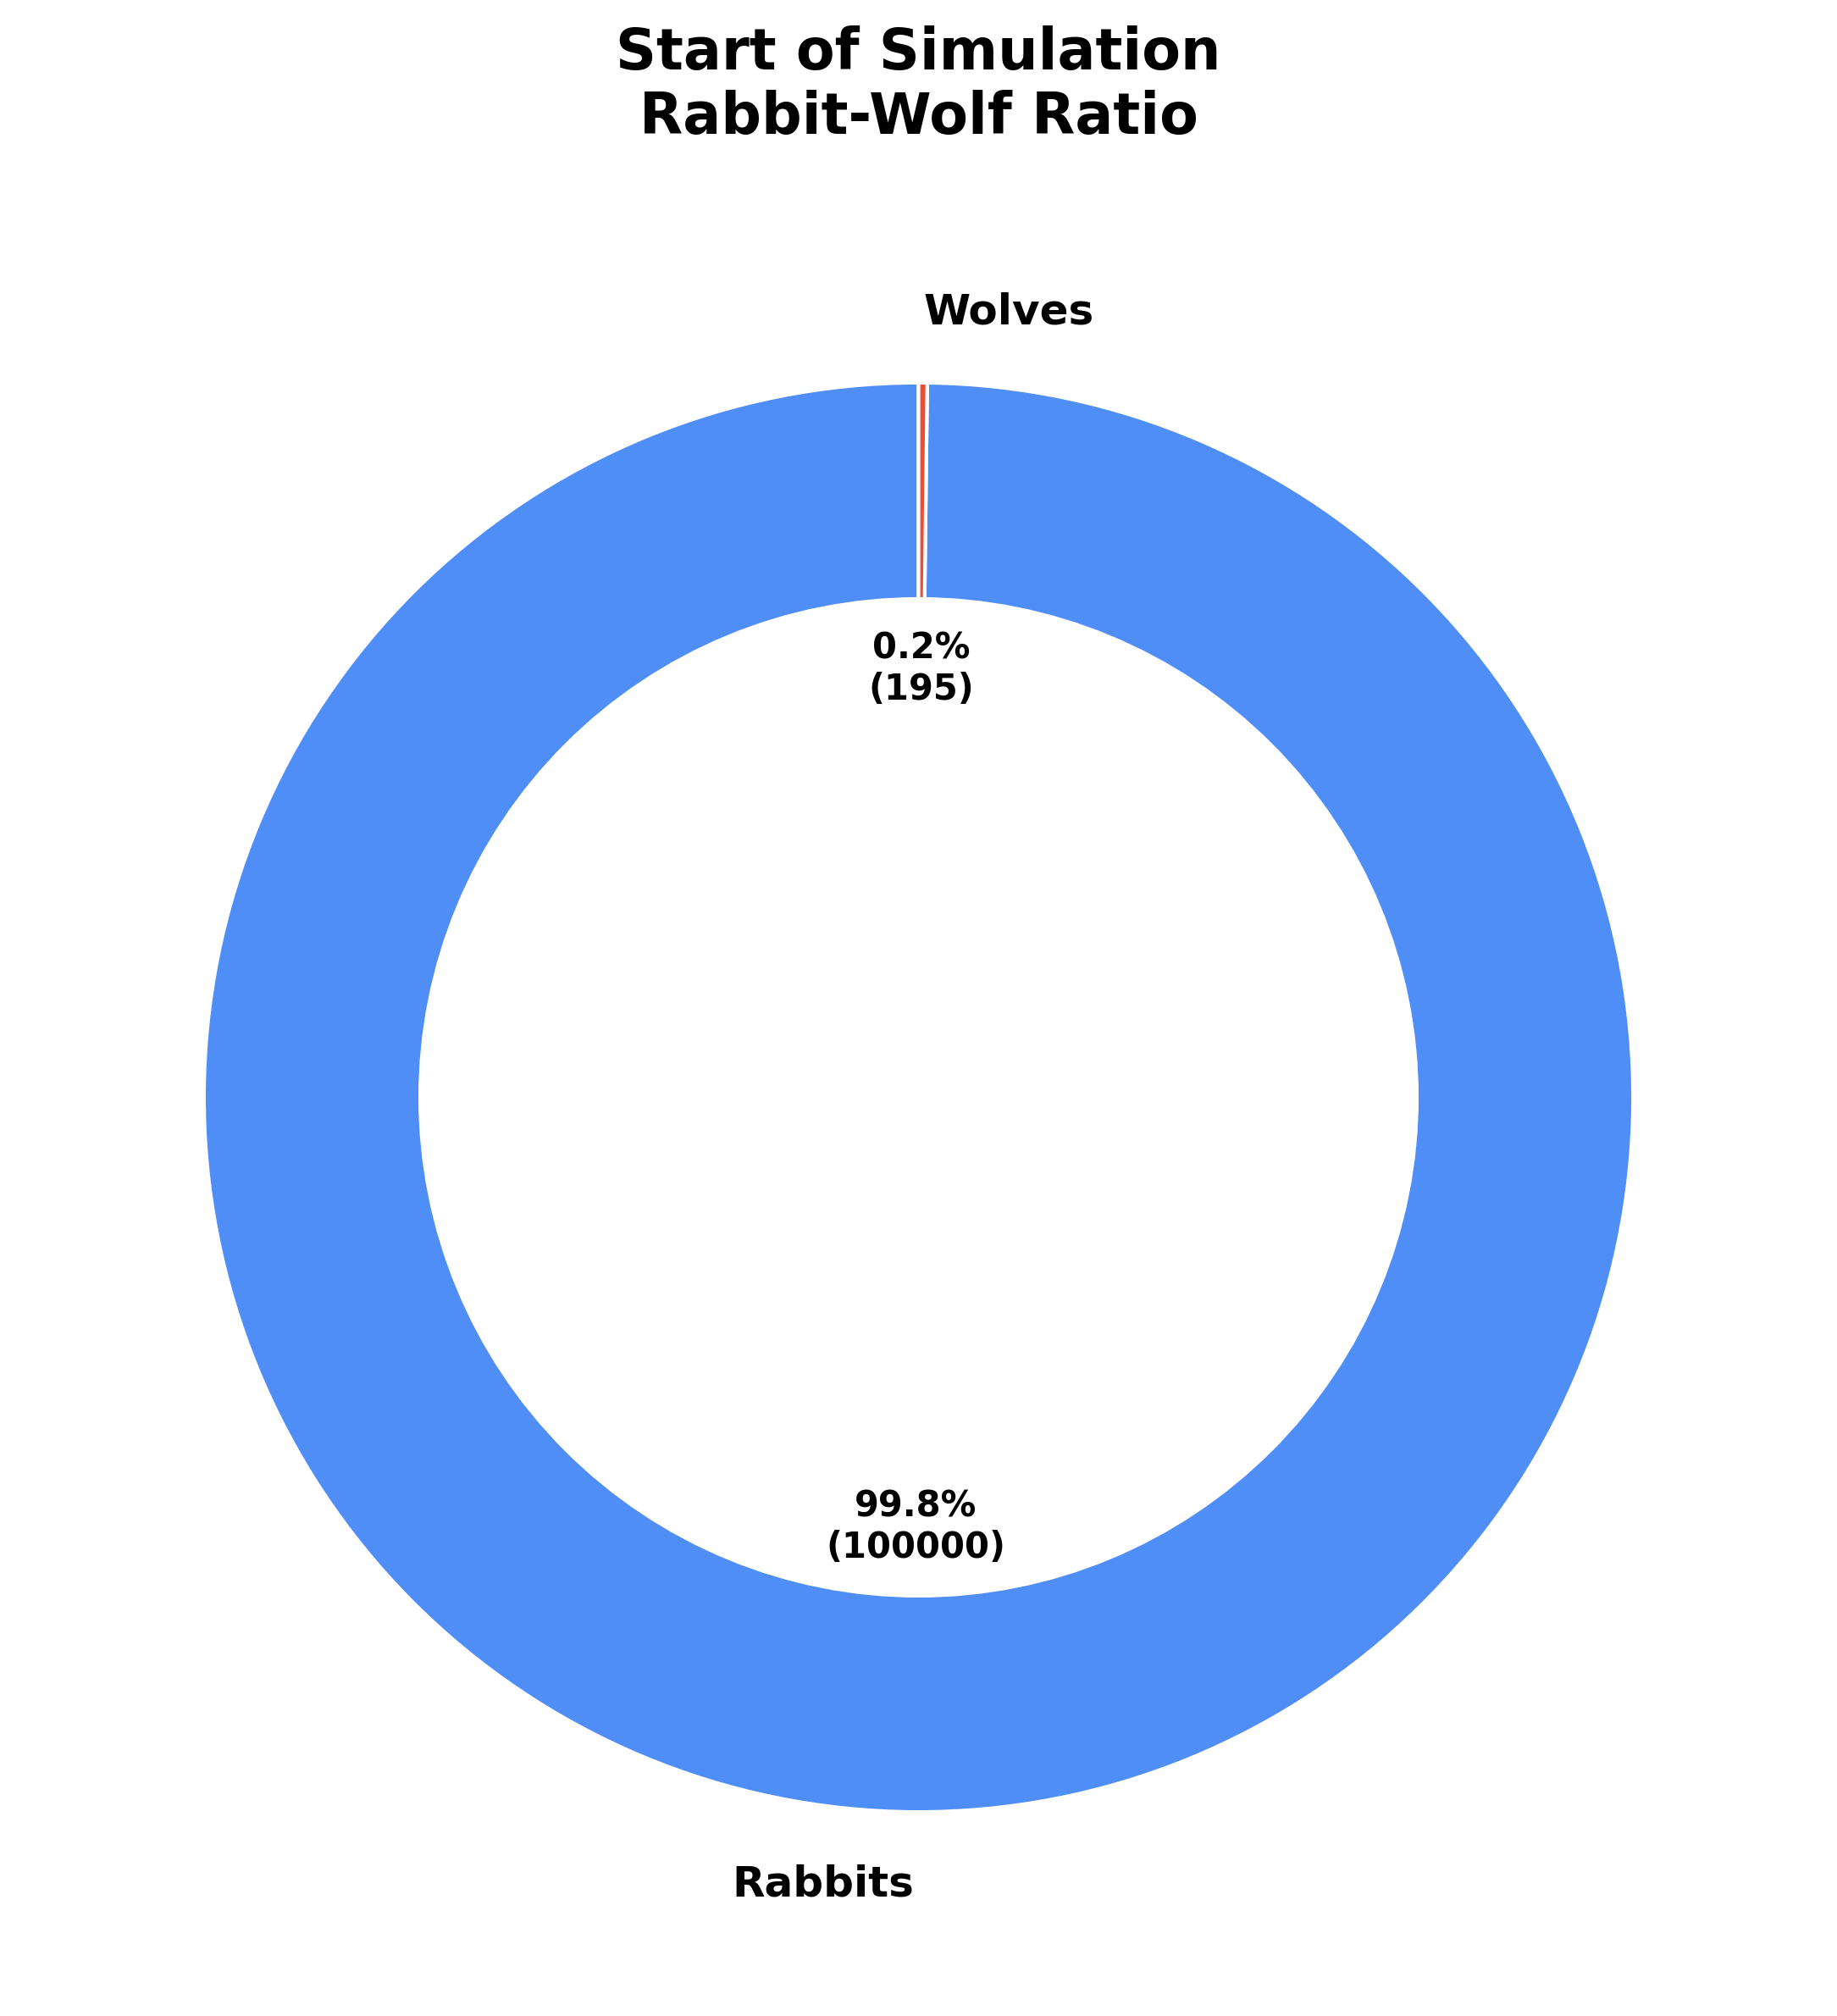 Start of Simulation
Rabbit-Wolf Ratio
Wolves
0.2%
(195)
99.8%
(100000)
Rabbits